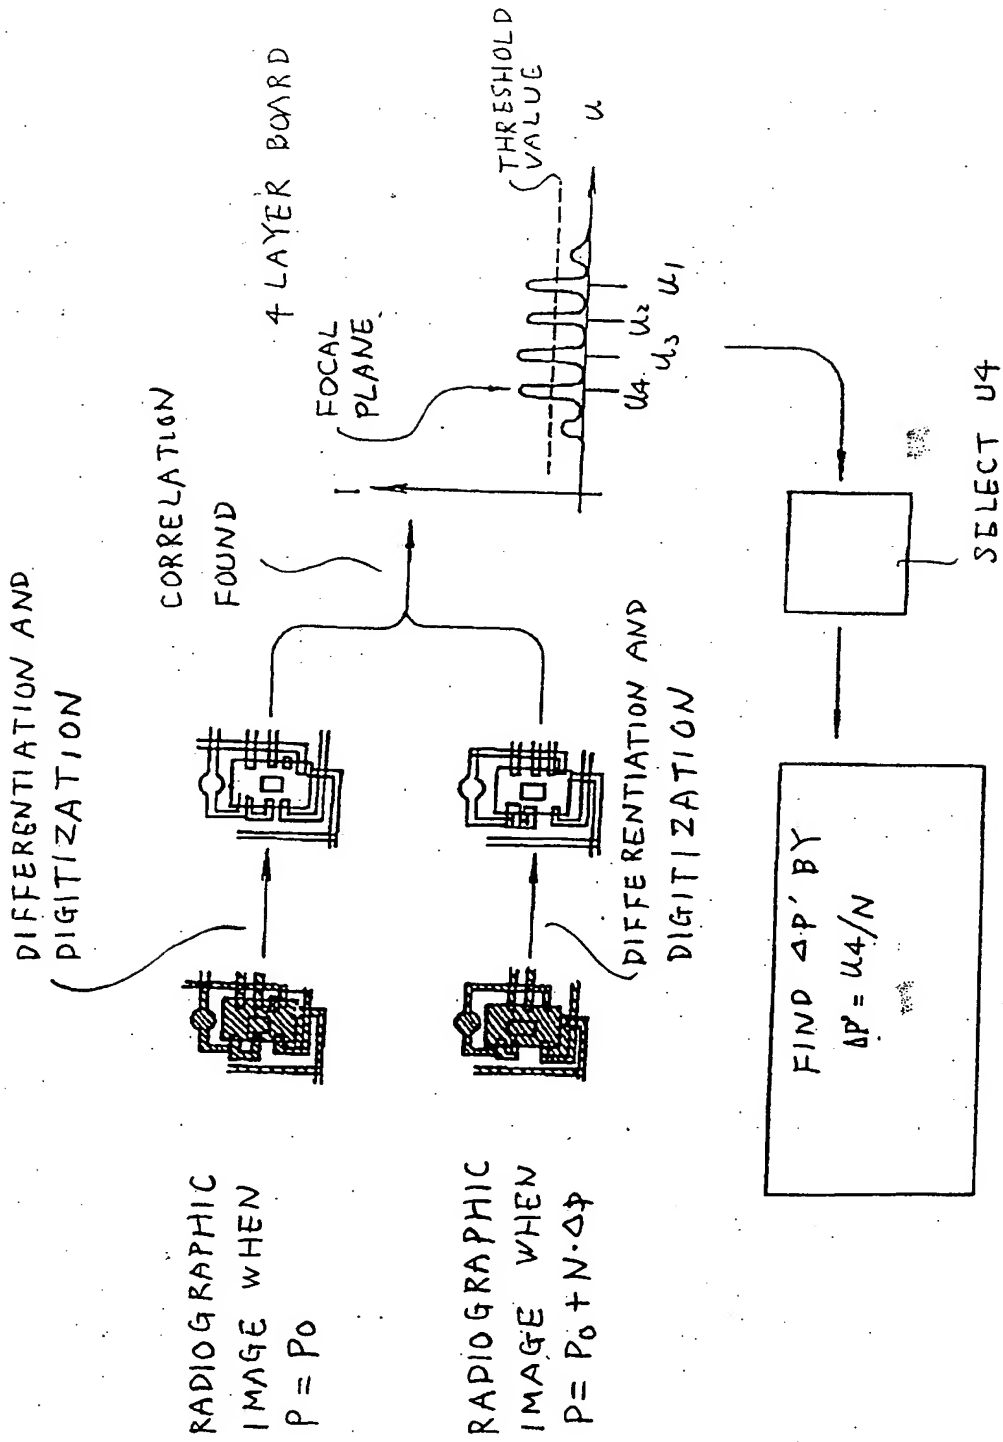 DIFFERENTIATION AND
DIGITIZATION
RADIOGRAPHIC
IMAGE WHEN
P = P0
CORRELATION
FOUND
4 LAYER BOARD
FOCAL
PLANE
THRESHOLD
VALUE
I
U4
U3
U2
U1
U
RADIOGRAPHIC
IMAGE WHEN
P = P0 + N·Δp
DIFFERENTIATION AND
DIGITIZATION
SELECT U4
FIND ΔP' BY
ΔP' = U4/N